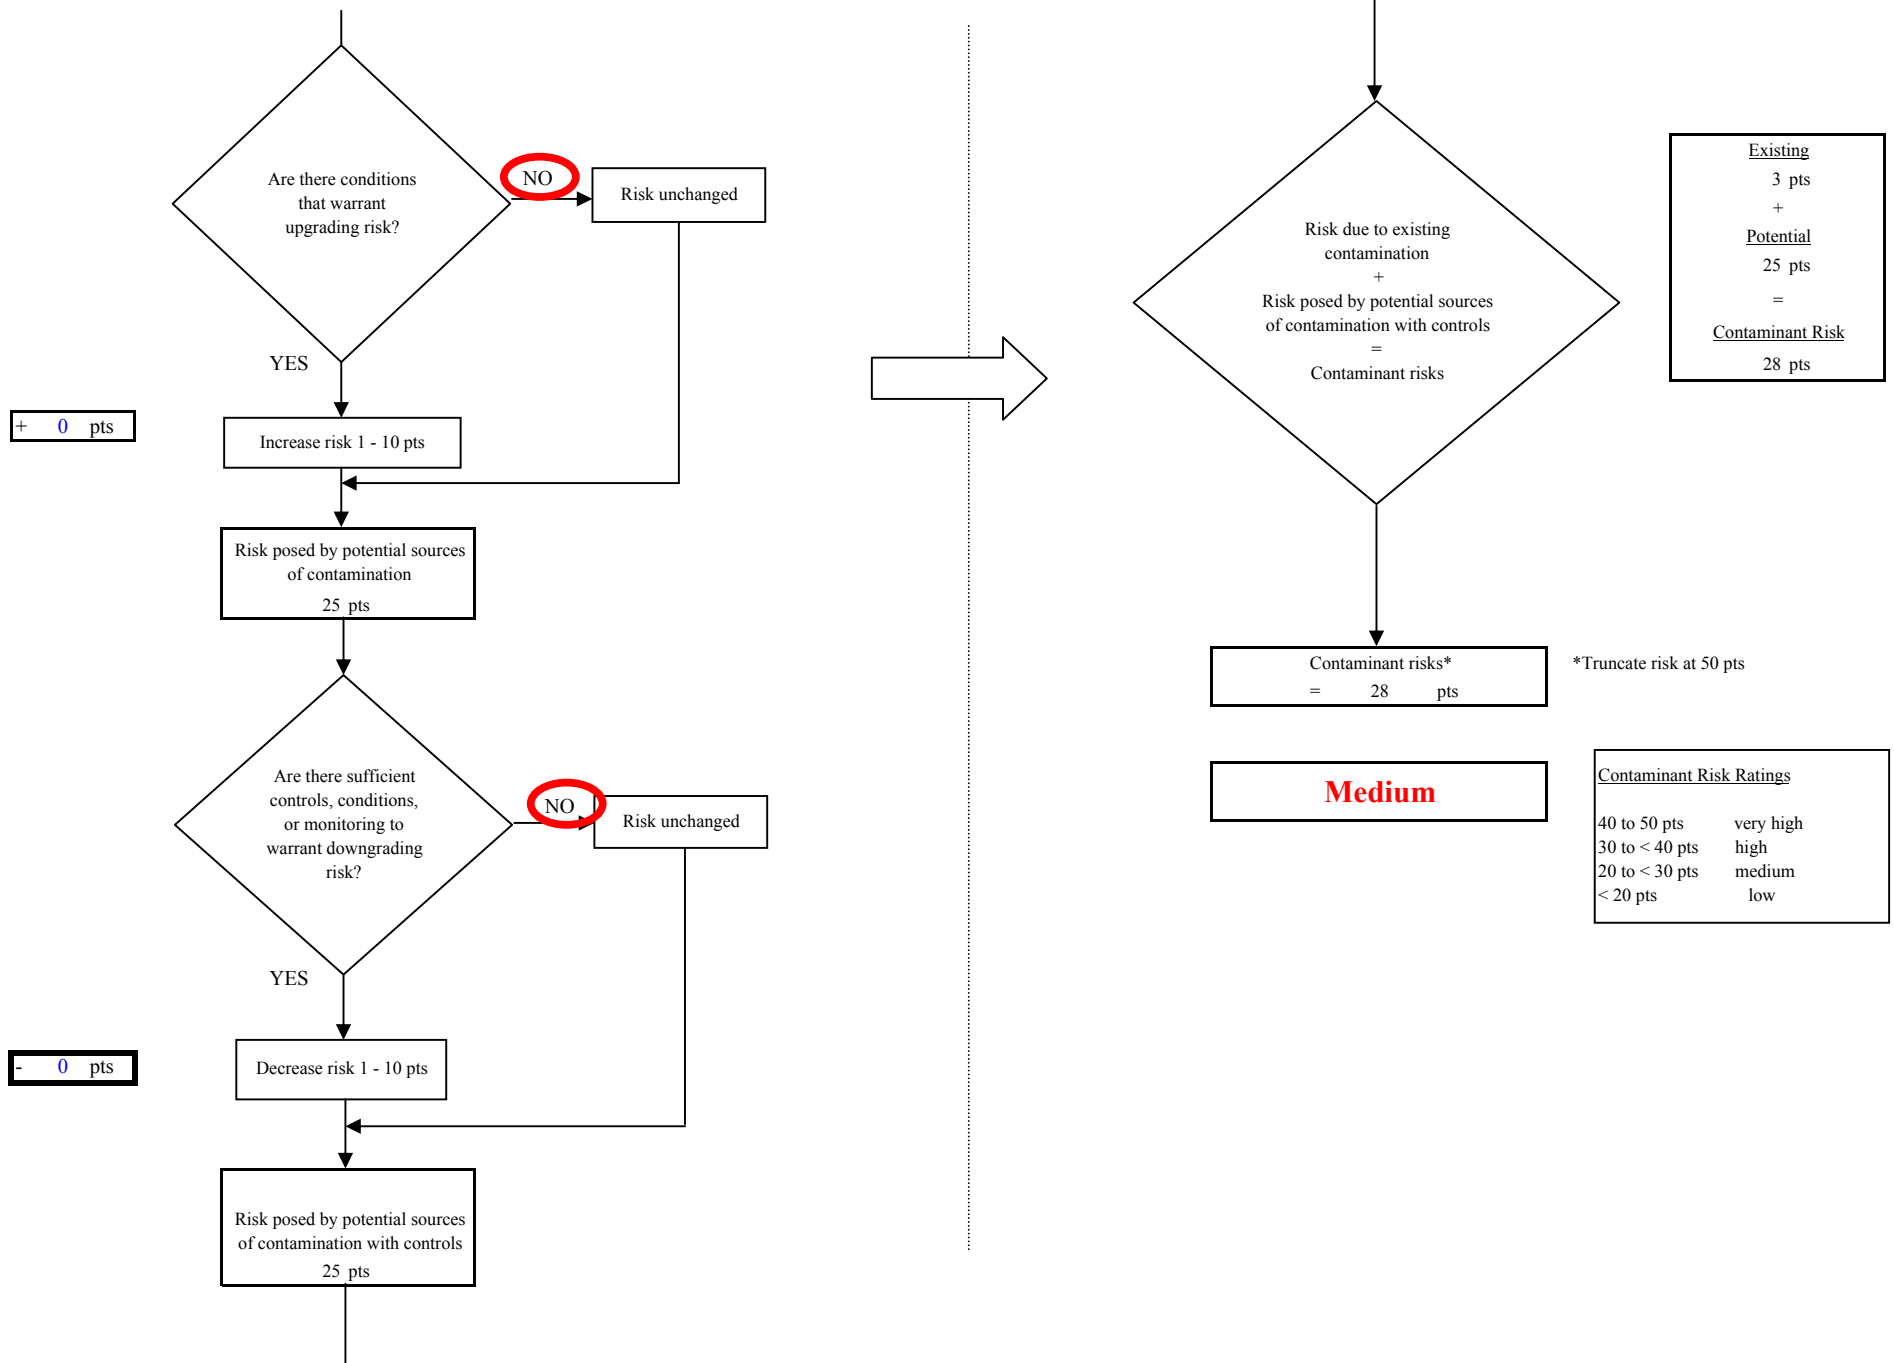 Are there conditions
that warrant
upgrading risk?
NO
Risk unchanged
YES
+ 0 pts
Increase risk 1 - 10 pts
Risk posed by potential sources
of contamination
25 pts
Are there sufficient
controls, conditions,
or monitoring to
warrant downgrading
risk?
NO
Risk unchanged
YES
- 0 pts
Decrease risk 1 - 10 pts
Risk posed by potential sources
of contamination with controls
25 pts
Risk due to existing
contamination
+
Risk posed by potential sources
of contamination with controls
=
Contaminant risks
Existing
3 pts
+
Potential
25 pts
=
Contaminant Risk
28 pts
Contaminant risks*
= 28 pts
*Truncate risk at 50 pts
Medium
Contaminant Risk Ratings
40 to 50 pts very high
30 to < 40 pts high
20 to < 30 pts medium
< 20 pts low